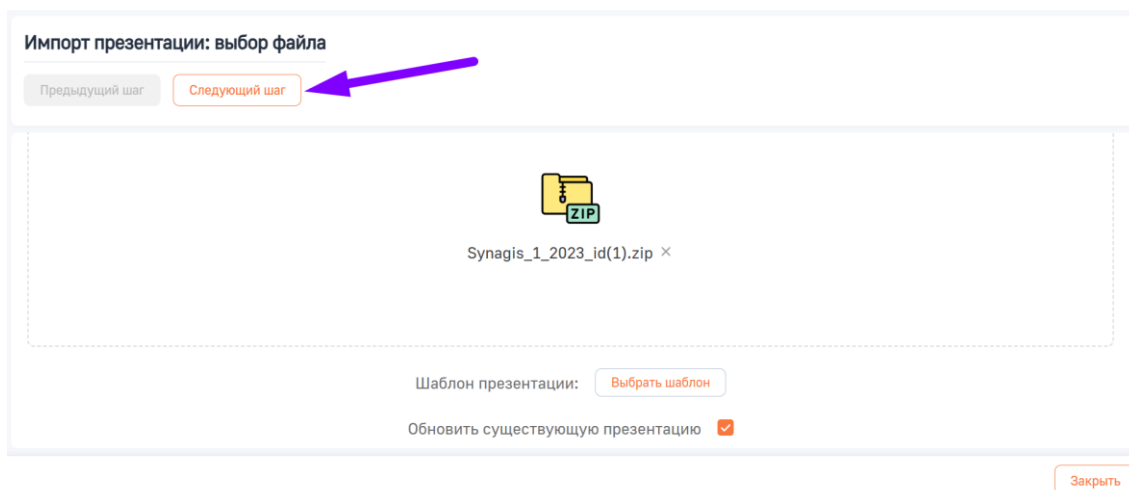 Импорт презентации: выбор файла
Предыдущий шаг Следующий шаг
ZIP
Synagis_1_2023_id(1).zip ×
Шаблон презентации: Выбрать шаблон
Обновить существующую презентацию
Закрыть